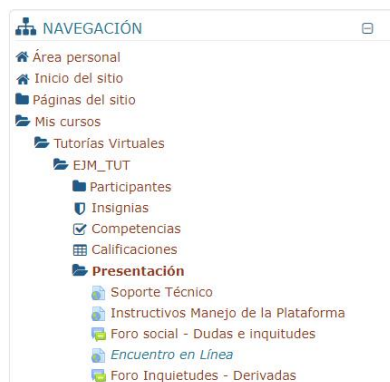 NAVEGACIÓN
Área personal
Inicio del sitio
Páginas del sitio
Mis cursos
Tutorías Virtuales
EJM_TUT
Participantes
Insignias
Competencias
Calificaciones
Presentación
Soporte Técnico
Instructivos Manejo de la Plataforma
Foro social - Dudas e inquitudes
Encuentro en Línea
Foro Inquietudes - Derivadas